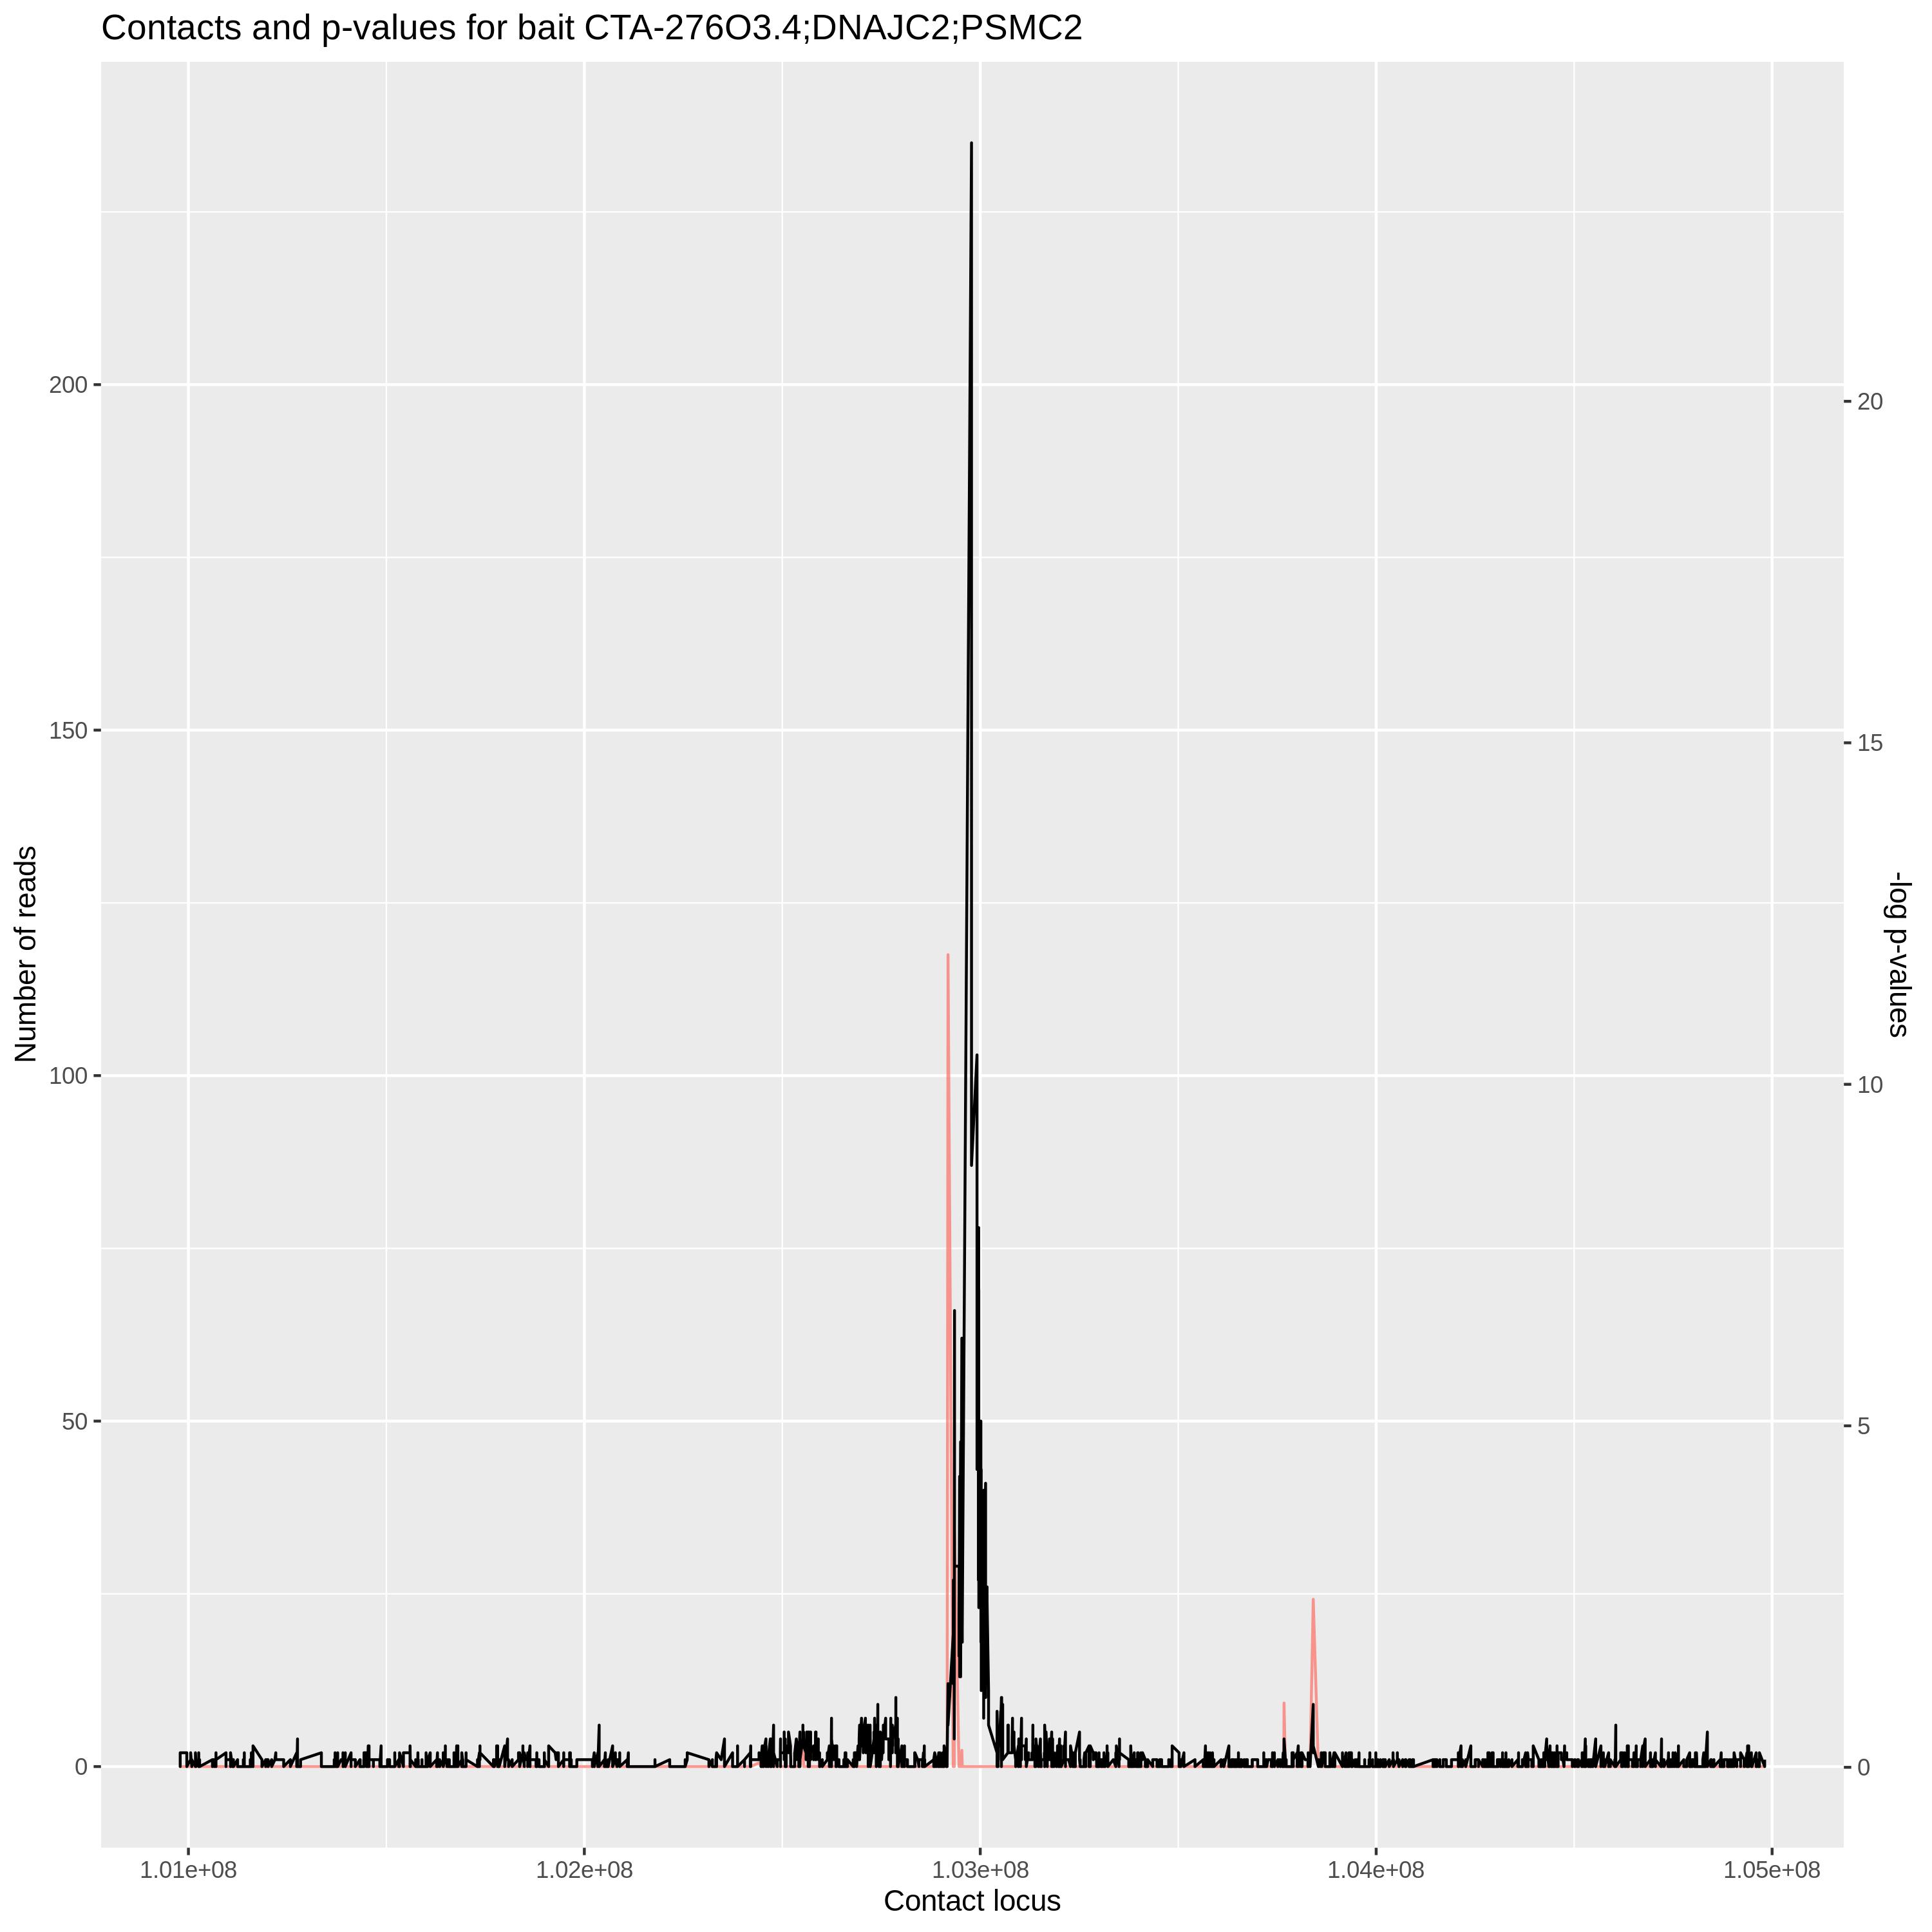 Contacts and p-values for bait CTA-276O3.4;DNAJC2;PSMC2
200
150
100
50
0
Number of reads
20
15
10
5
0
-log p-values
1.01e+08 1.02e+08 1.03e+08 1.04e+08 1.05e+08
Contact locus